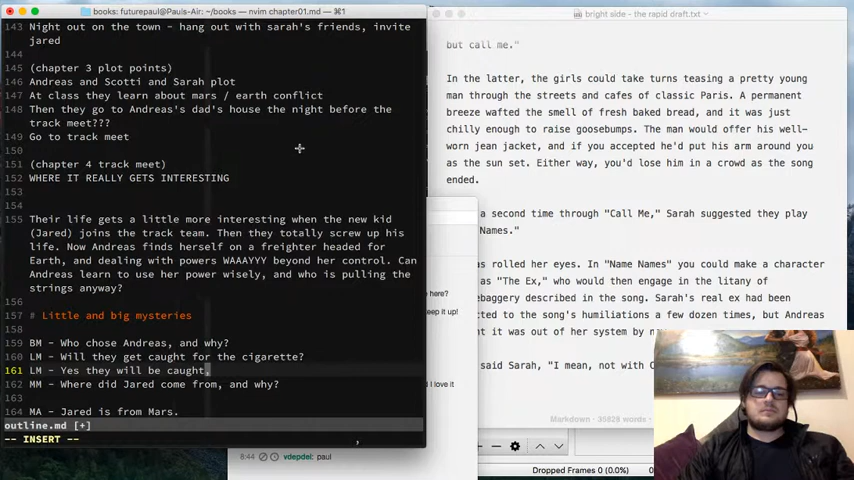 books: futurepaul@Pauls-Air:~/books — nvim chapter01.md — ⌘1
143 Night out on the town - hang out with sarah's friends, invite
jared
144
145 (chapter 3 plot points)
146 Andreas and Scotti and Sarah plot
147 At class they learn about mars / earth conflict
148 Then they go to Andreas's dad's house the night before the
track meet???
149 Go to track meet
150
151 (chapter 4 track meet)
152 WHERE IT REALLY GETS INTERESTING
153
155 Their life gets a little more interesting when the new kid
(Jared) joins the track team. Then they totally screw up his
life. Now Andreas finds herself on a freighter headed for
Earth, and dealing with powers WAAAYYY beyond her control. Can
Andreas learn to use her power wisely, and who is pulling the
strings anyway?
156
157 # Little and big mysteries
158
159 BM - Who chose Andreas, and why?
160 LM - Will they get caught for the cigarette?
161 LM - Yes they will be caught,
162 MM - Where did Jared come from, and why?
164 MA - Jared is from Mars.
outline.md [+]
-- INSERT --
,
bright side - the rapid draft.txt
but call me."
In the latter, the girls could take turns teasing a pretty young
man through the streets and cafes of classic Paris. A permanent
breeze wafted the smell of fresh baked bread, and it was just
chilly enough to raise goosebumps. The man would offer his well-
worn jean jacket, and if you accepted he'd put his arm around you
as the sun set. Either way, you'd lose him in a crowd as the song
ended.
a second time through "Call Me," Sarah suggested they play
Names."
as rolled her eyes. In "Name Names" you could make a character
as "The Ex," who would then engage in the litany of
ebaggery described in the song. Sarah's real ex had been
cted to the song's humiliations a few dozen times, but Andreas
t it was out of her system by n
said Sarah, "I mean, not with C
Markdown
words
here?
ep it up!
I love it
8:44 vdepdel: paul
Dropped Frames 0 (0.0%)